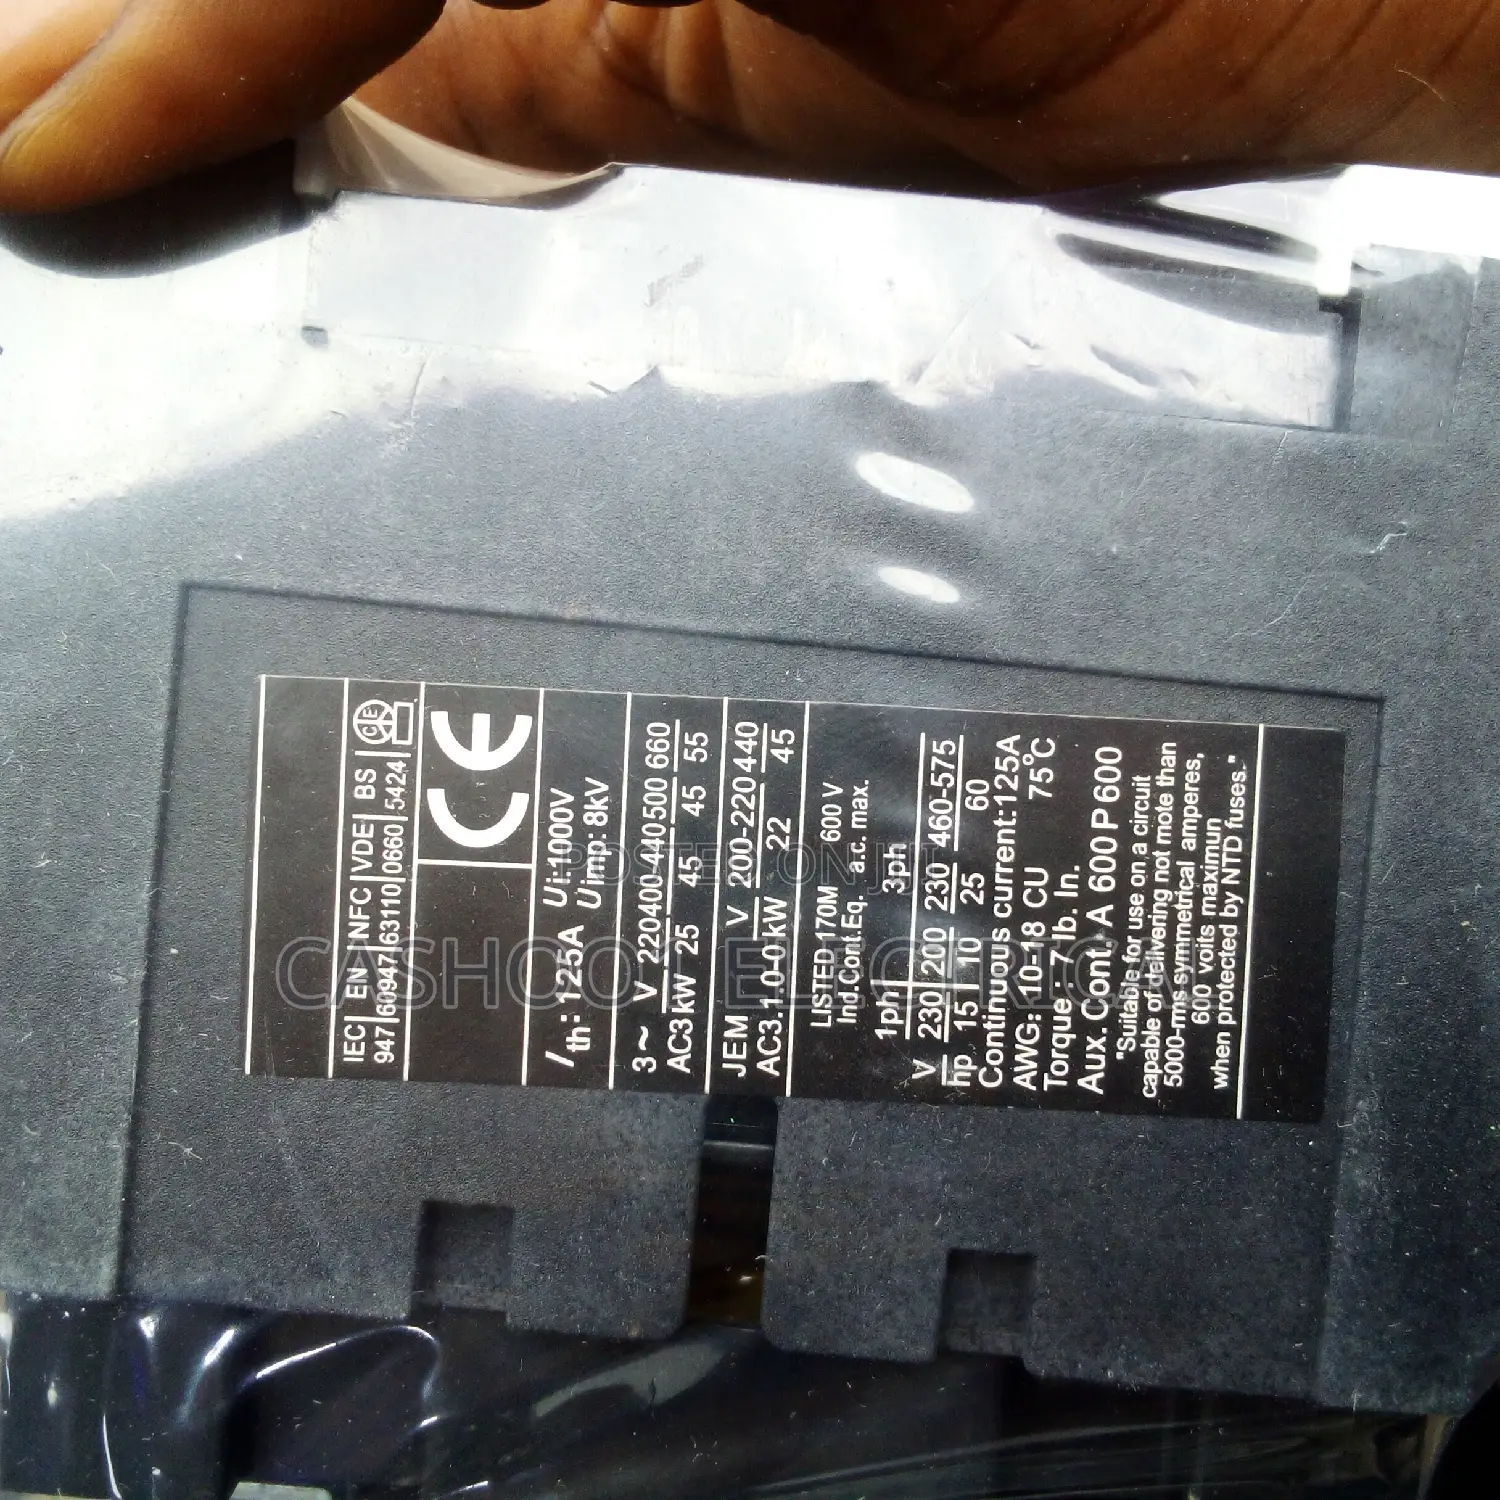 IEC EN NFC VDE BS
947 60947 63110 0660 5424
CE
Ith: 125A Ui:1000V
Uimp: 8kV
3~ V 220 400-440 500 660
AC3 kW 25 45 45 55
JEM V 200-220 440
AC3.1.0-0 kW 22 45
LISTED 170M 600 V
Ind.Cont.Eq. a.c. max.
1ph 3ph
V 230 200 230 460-575
hp 15 10 25 60
Continuous current:125A
AWG: 10-18 CU 75°C
Torque : 7 lb. In.
Aux. Cont. A 600 P 600
"Suitable for use on a circuit
capable of delivering not mote than
5000-ms symmetrical amperes,
600 volts maximun
when protected by NTD fuses."
POSTED ON JIJI
CASHOO1 ELECTRICAL